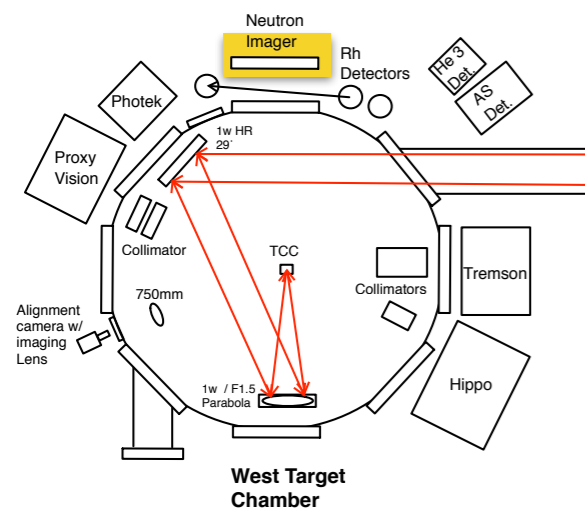 Neutron
Imager
Rh
Detectors
He 3
Det.
AS
Det.
Photek
1w HR
29˚
Proxy
Vision
Collimator
TCC
Collimators
Tremson
750mm
Alignment
camera w/
imaging
Lens
1w / F1.5
Parabola
Hippo
West Target
Chamber